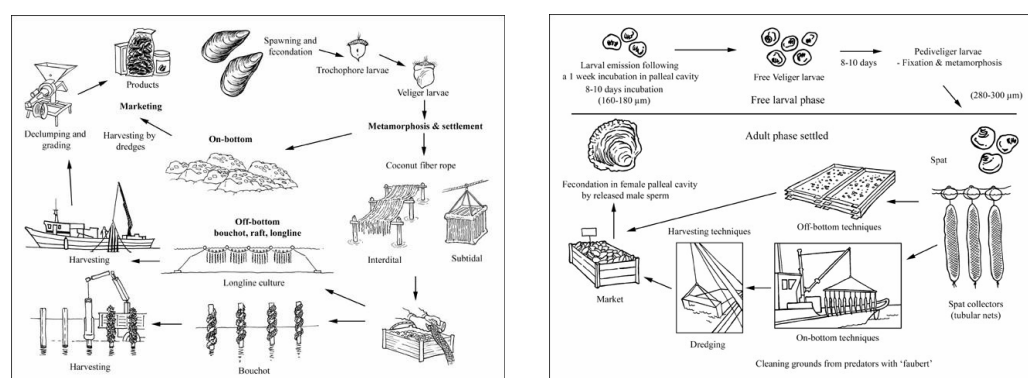 Spawning and
fecondation
Trochophore larvae
Veliger larvae
Products
Marketing
Declumping and
grading
Harvesting by
dredges
On-bottom
Metamorphosis & settlement
Coconut fiber rope
Off-bottom
bouchot, raft, longline
Interdital
Subtidal
Harvesting
Longline culture
Harvesting
Bouchot
Larval emission following
a 1 week incubation in palleal cavity
8-10 days incubation
(160-180 µm)
Free Veliger larvae
8-10 days
Pediveliger larvae
- Fixation & metamorphosis
(280-300 µm)
Free larval phase
Adult phase settled
Spat
Fecondation in female palleal cavity
by released male sperm
Off-bottom techniques
Harvesting techniques
Market
Dredging
On-bottom techniques
Spat collectors
(tubular nets)
Cleaning grounds from predators with ‘faubert’